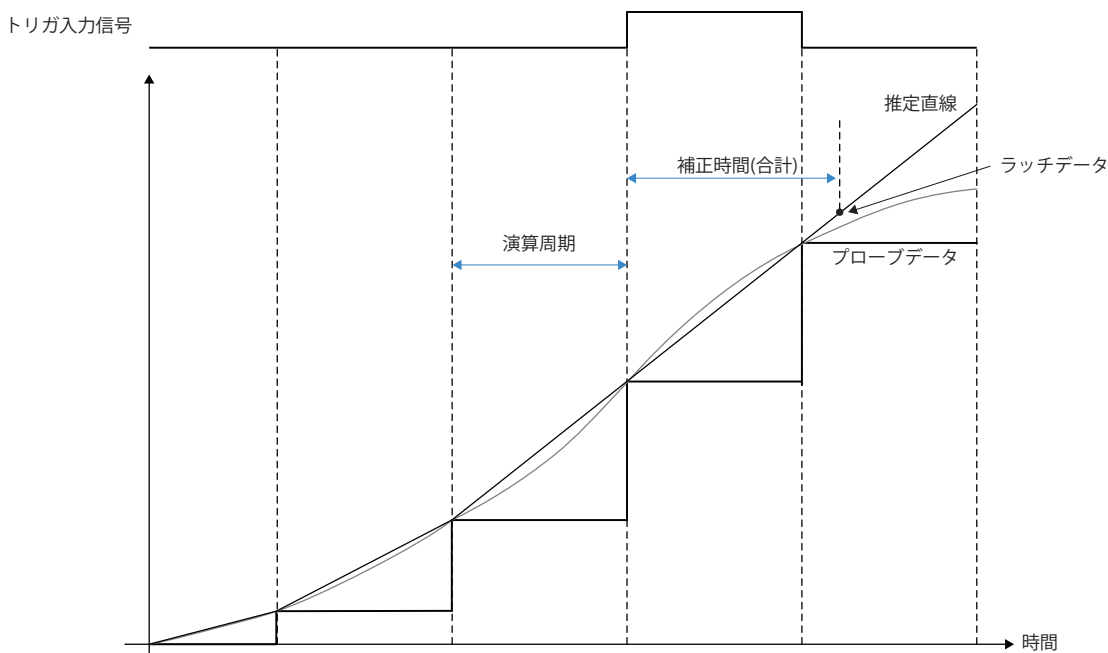 トリガ入力信号
推定直線
補正時間(合計)
ラッチデータ
演算周期
プローブデータ
時間